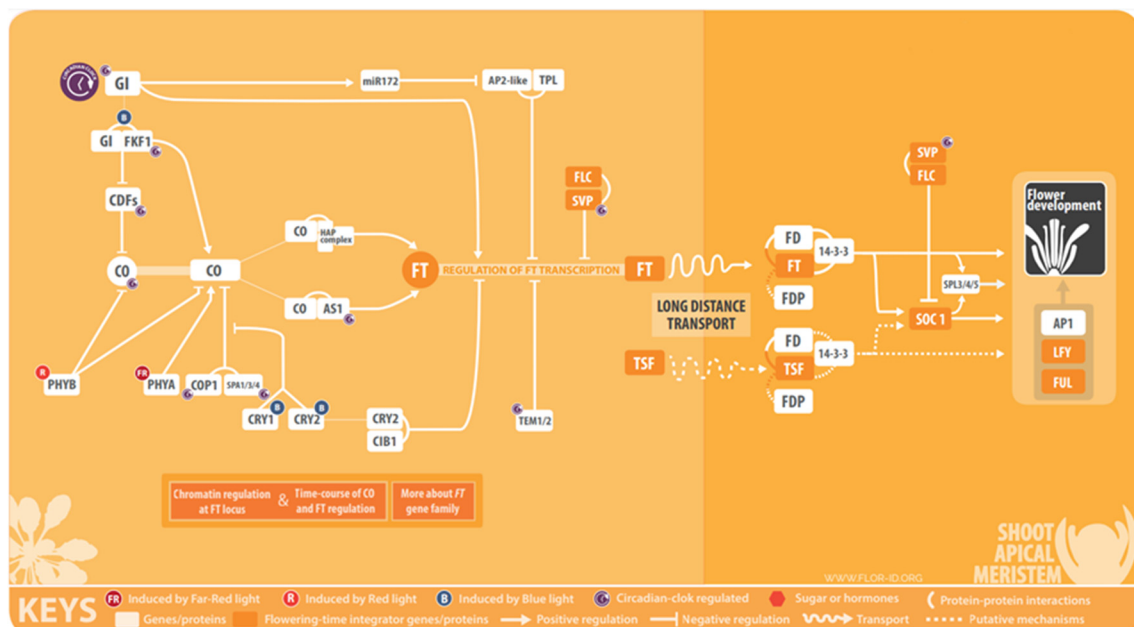 CIRCADIAN CLOCK
G
GI
miR172
AP2-like
TPL
B
GI
FKF1
G
CDFs
G
CO
G
CO
CO
HAP
complex
CO
AS1
G
FT
REGULATION OF FT TRANSCRIPTION
FLC
SVP
G
R
PHYB
FR
PHYA
COP1
G
SPA1/3/4
G
CRY1
B
CRY2
B
CRY2
CIB1
G
TEM1/2
FT
LONG DISTANCE
TRANSPORT
TSF
FD
FT
FDP
14-3-3
FD
TSF
FDP
14-3-3
SVP
G
FLC
SPL3/4/5
SOC 1
Flower
development
AP1
LFY
FUL
Chromatin regulation
at FT locus
&
Time-course of CO
and FT regulation
More about FT
gene family
SHOOT
APICAL
MERISTEM
WWW.FLOR-ID.ORG
KEYS
FR Induced by Far-Red light
R Induced by Red light
B Induced by Blue light
G Circadian-clok regulated
Sugar or hormones
Protein-protein interactions
Genes/proteins
Flowering-time integrator genes/proteins
Positive regulation
Negative regulation
Transport
Putative mechanisms